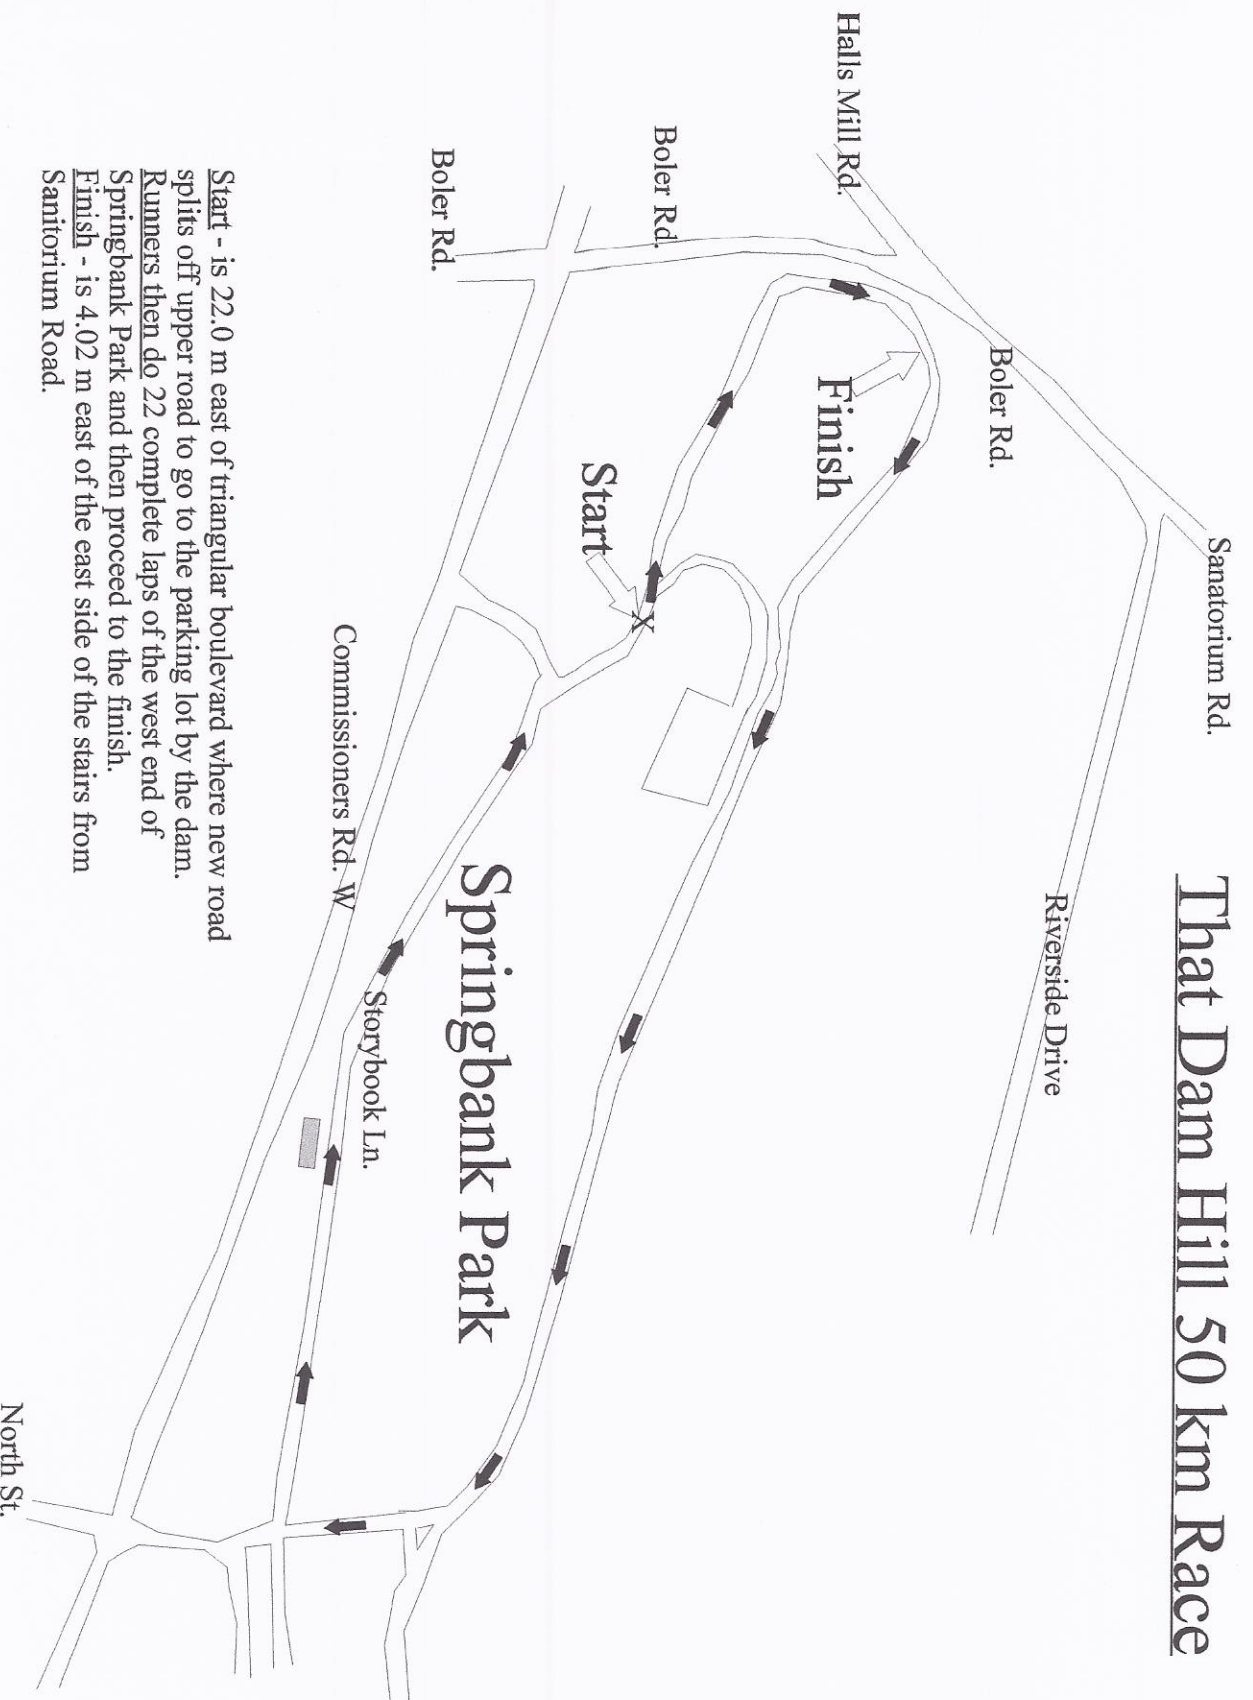 That Dam Hill 50 km Race
Sanatorium Rd.
Riverside Drive
Boler Rd.
Halls Mill Rd.
Finish
Boler Rd.
Start
X
Springbank Park
Boler Rd.
Storybook Ln.
Commissioners Rd. W
Start - is 22.0 m east of triangular boulevard where new road
splits off upper road to go to the parking lot by the dam.
Runners then do 22 complete laps of the west end of
Springbank Park and then proceed to the finish.
Finish - is 4.02 m east of the east side of the stairs from
Sanitorium Road.
North St.